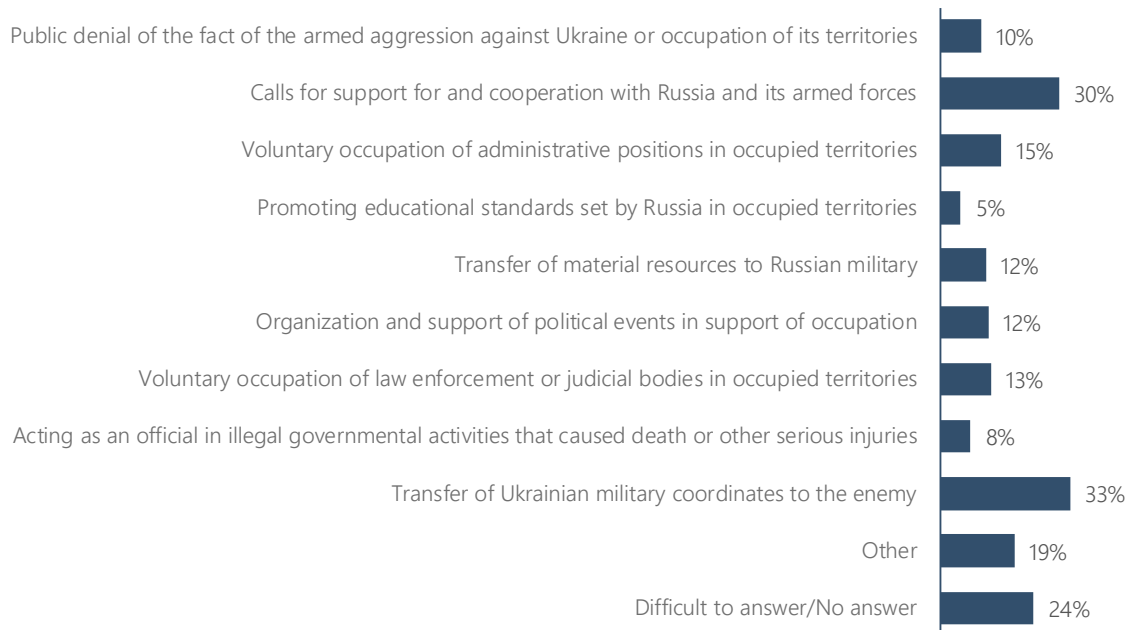 Public denial of the fact of the armed aggression against Ukraine or occupation of its territories 10%
Calls for support for and cooperation with Russia and its armed forces 30%
Voluntary occupation of administrative positions in occupied territories 15%
Promoting educational standards set by Russia in occupied territories 5%
Transfer of material resources to Russian military 12%
Organization and support of political events in support of occupation 12%
Voluntary occupation of law enforcement or judicial bodies in occupied territories 13%
Acting as an official in illegal governmental activities that caused death or other serious injuries 8%
Transfer of Ukrainian military coordinates to the enemy 33%
Other 19%
Difficult to answer/No answer 24%